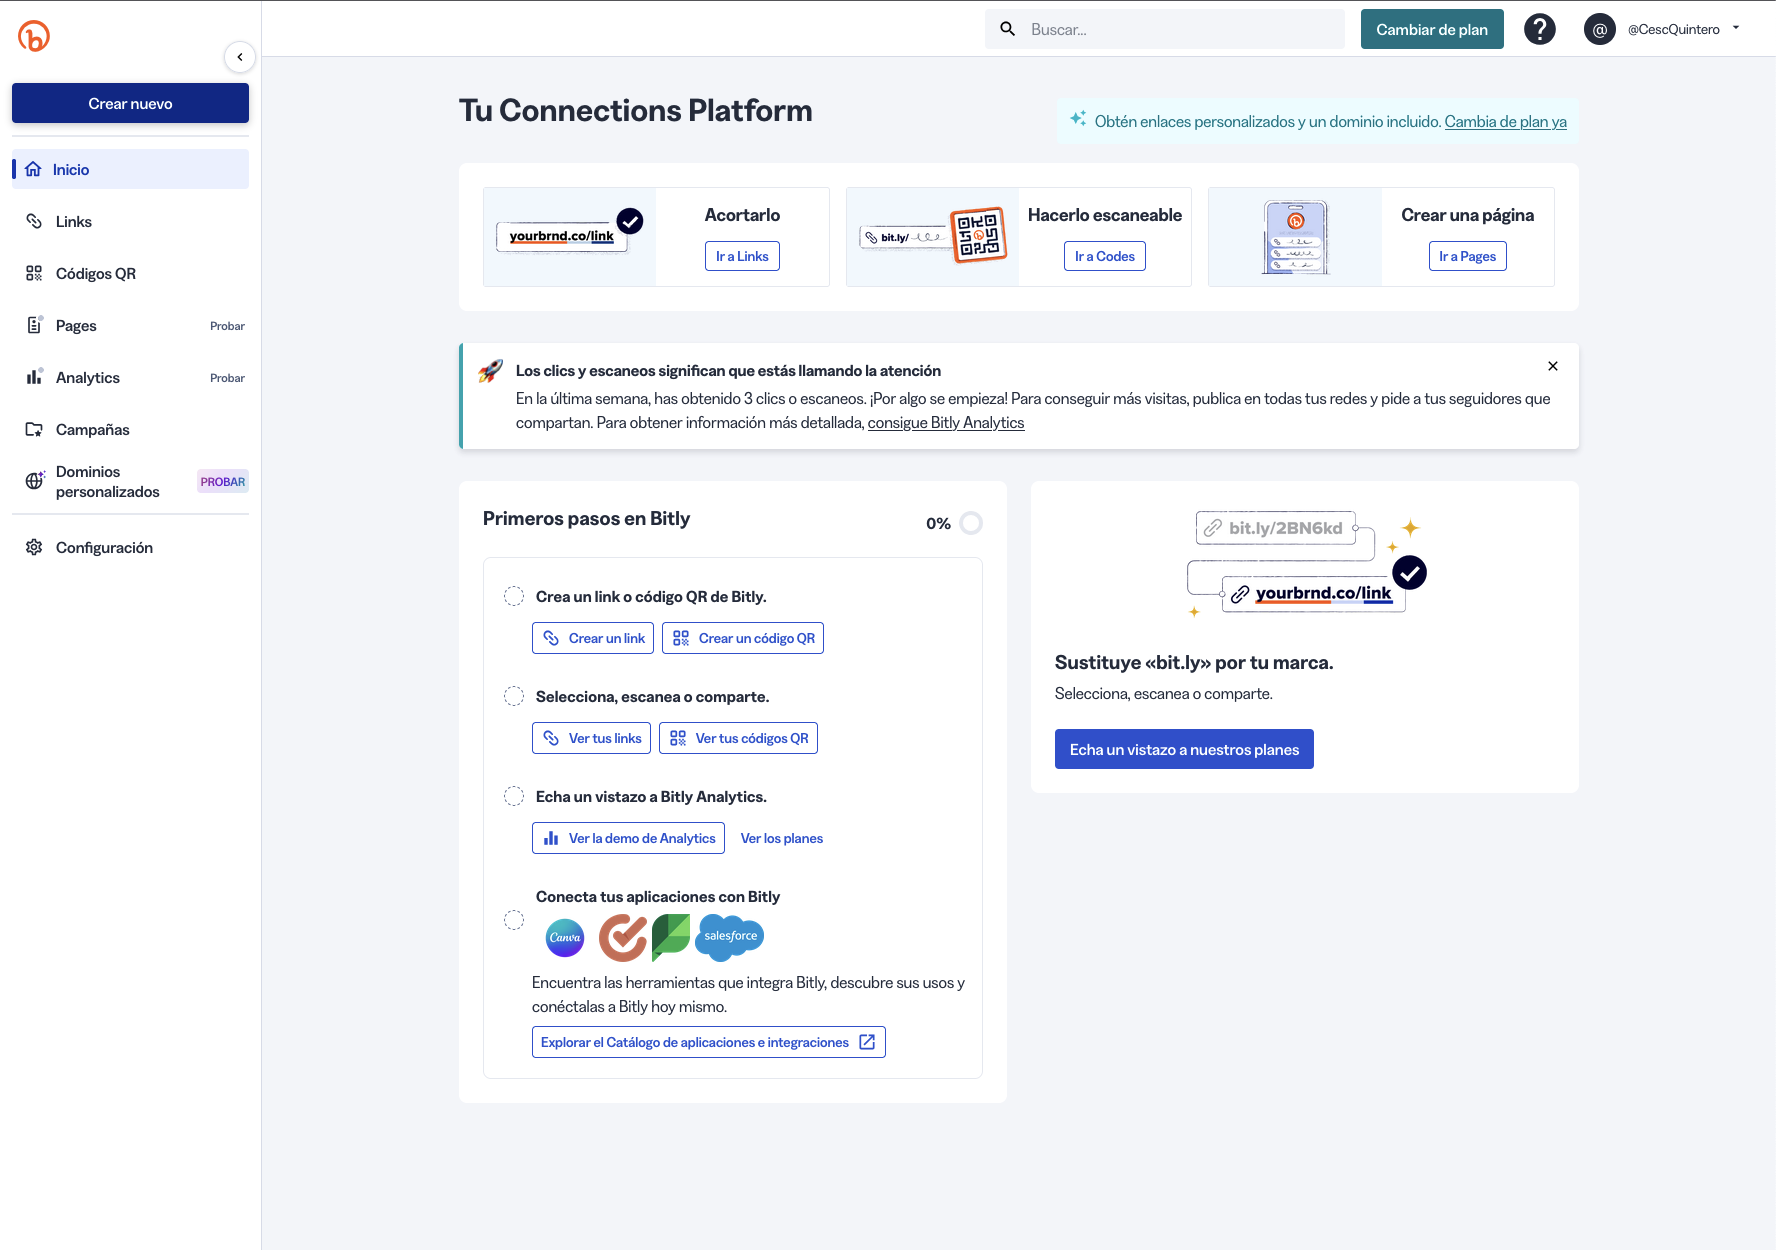 Crear nuevo
Inicio
Links
Códigos QR
Pages
Probar
Analytics
Probar
Campañas
Dominios
personalizados
PROBAR
Configuración
Buscar...
Cambiar de plan
?
@
@CescQuintero
Tu Connections Platform
Obtén enlaces personalizados y un dominio incluido. Cambia de plan ya
yourbrnd.co/link
Acortarlo
Ir a Links
bit.ly/
Hacerlo escaneable
Ir a Codes
Crear una página
Ir a Pages
Los clics y escaneos significan que estás llamando la atención
En la última semana, has obtenido 3 clics o escaneos. ¡Por algo se empieza! Para conseguir más visitas, publica en todas tus redes y pide a tus seguidores que
compartan. Para obtener información más detallada, consigue Bitly Analytics
Primeros pasos en Bitly
0%
Crea un link o código QR de Bitly.
Crear un link
Crear un código QR
Selecciona, escanea o comparte.
Ver tus links
Ver tus códigos QR
Echa un vistazo a Bitly Analytics.
Ver la demo de Analytics
Ver los planes
Conecta tus aplicaciones con Bitly
Canva
salesforce
Encuentra las herramientas que integra Bitly, descubre sus usos y
conéctalas a Bitly hoy mismo.
Explorar el Catálogo de aplicaciones e integraciones
bit.ly/2BN6kd
yourbrnd.co/link
Sustituye «bit.ly» por tu marca.
Selecciona, escanea o comparte.
Echa un vistazo a nuestros planes